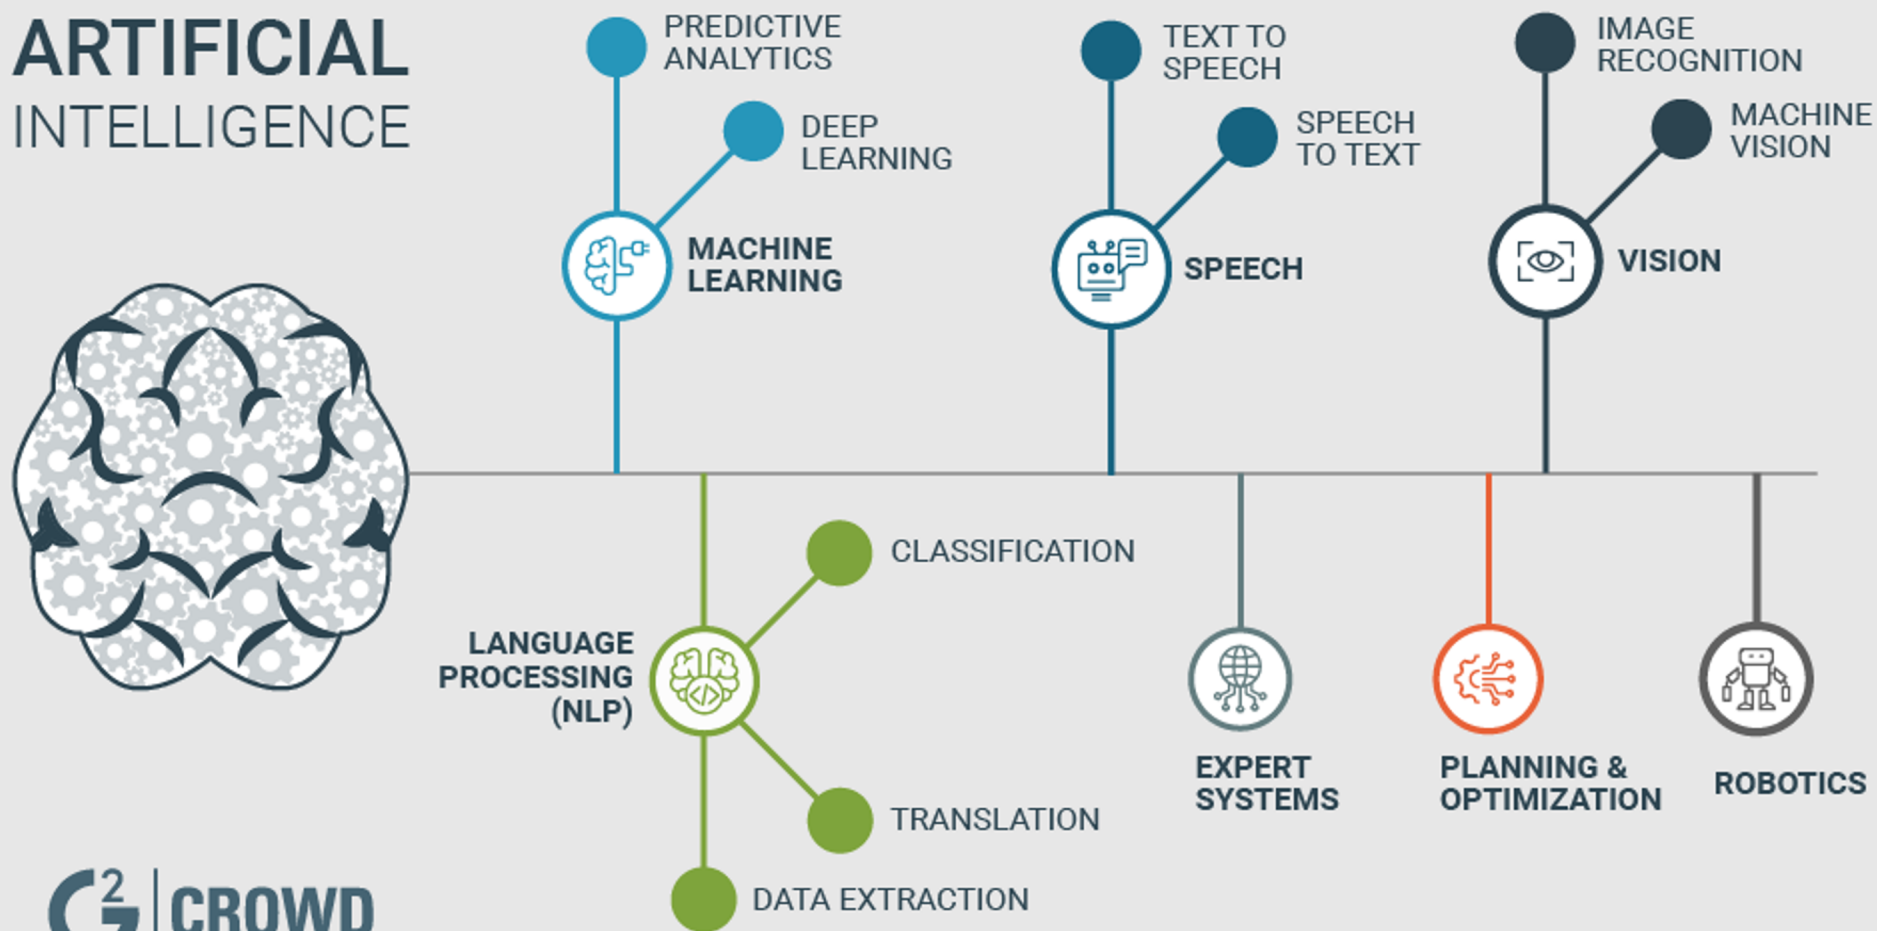 ARTIFICIAL
INTELLIGENCE
PREDICTIVE
ANALYTICS
DEEP
LEARNING
MACHINE
LEARNING
TEXT TO
SPEECH
SPEECH
TO TEXT
SPEECH
IMAGE
RECOGNITION
MACHINE
VISION
VISION
LANGUAGE
PROCESSING
(NLP)
CLASSIFICATION
TRANSLATION
DATA EXTRACTION
EXPERT
SYSTEMS
PLANNING &
OPTIMIZATION
ROBOTICS
G2 | CROWD